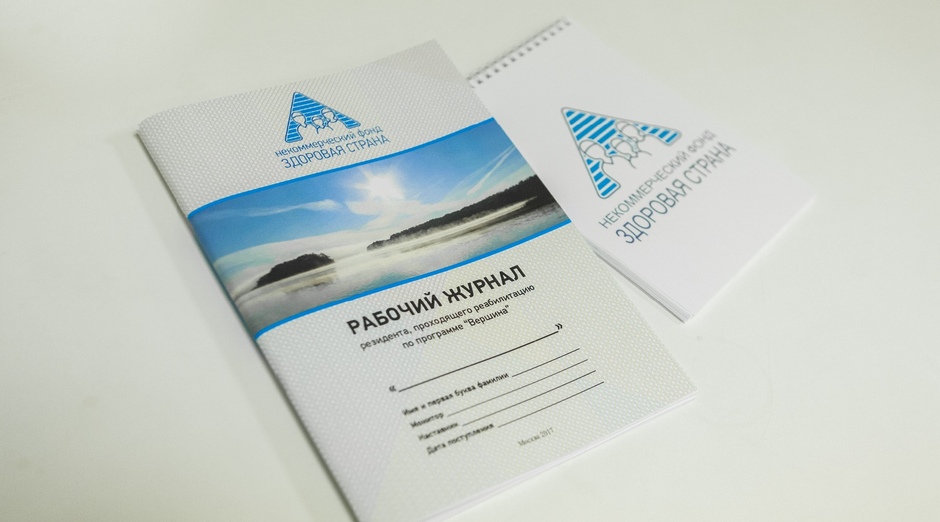 некоммерческий фонд
ЗДОРОВАЯ СТРАНА
РАБОЧИЙ ЖУРНАЛ
резидента, проходящего реабилитацию
по программе "Вершина"
« »
Имя и первая буква фамилии
Монитор
Наставник
Дата поступления
Москва 2017
НЕКОММЕРЧЕСКИЙ ФОНД
ЗДОРОВАЯ СТРАНА